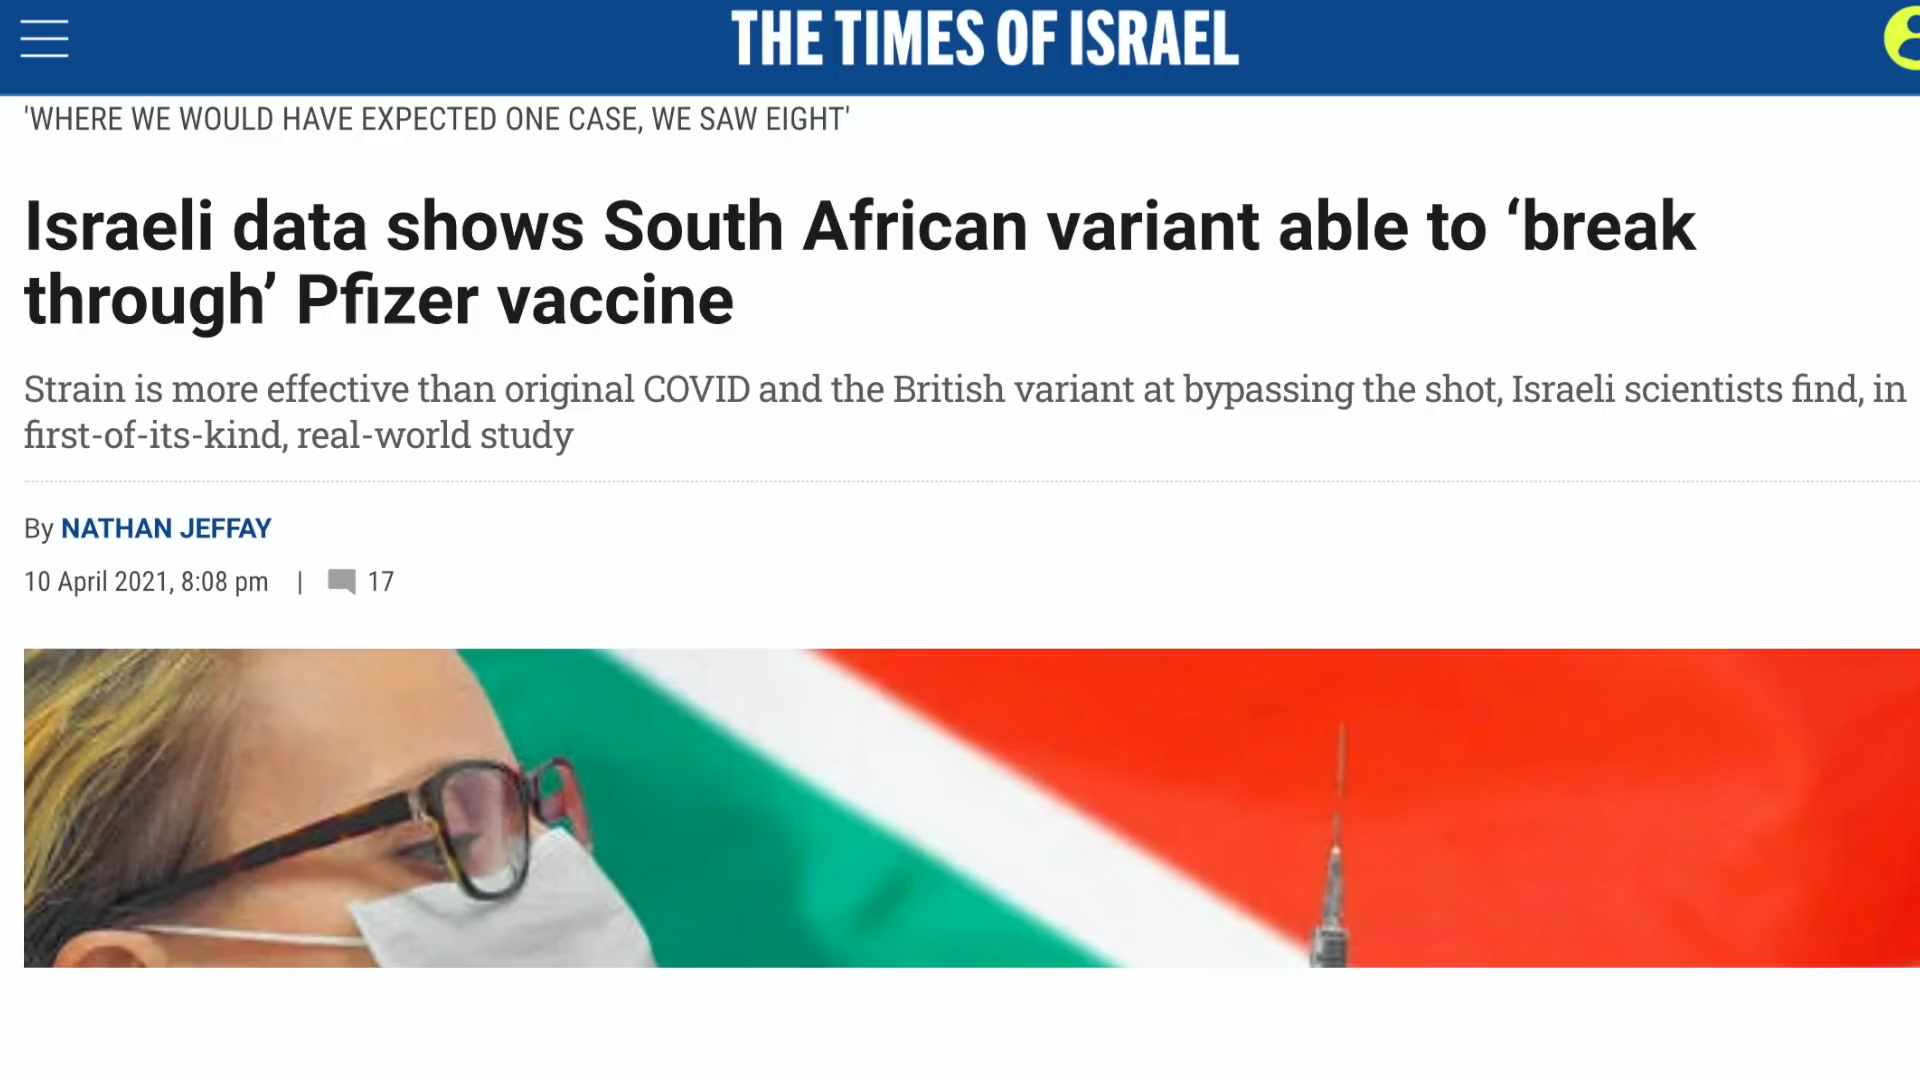 THE TIMES OF ISRAEL
'WHERE WE WOULD HAVE EXPECTED ONE CASE, WE SAW EIGHT'
Israeli data shows South African variant able to ‘break
through’ Pfizer vaccine
Strain is more effective than original COVID and the British variant at bypassing the shot, Israeli scientists find, in
first-of-its-kind, real-world study
By NATHAN JEFFAY
10 April 2021, 8:08 pm | 17